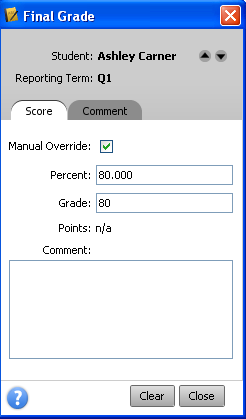 Final Grade
Student: Ashley Carner
Reporting Term: Q1
Score Comment
Manual Override:
Percent: 80.000
Grade: 80
Points: n/a
Comment:
? Clear Close